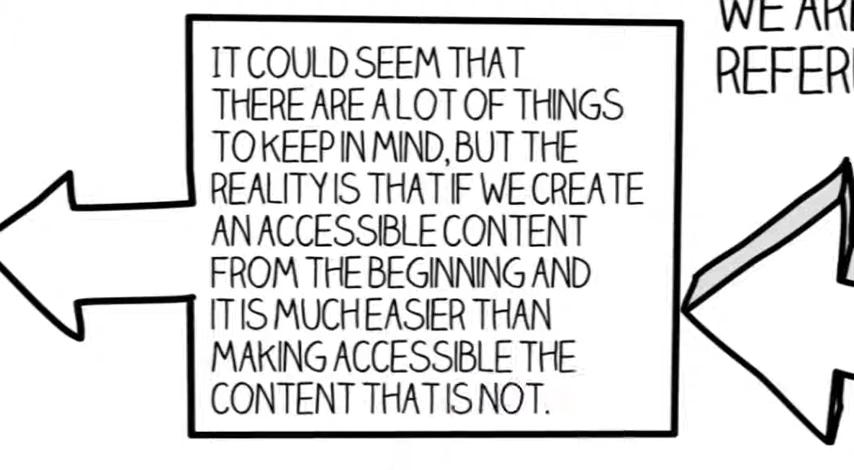 WE ARE
REFER
IT COULD SEEM THAT
THERE ARE A LOT OF THINGS
TO KEEP IN MIND, BUT THE
REALITY IS THAT IF WE CREATE
AN ACCESSIBLE CONTENT
FROM THE BEGINNING AND
IT IS MUCH EASIER THAN
MAKING ACCESSIBLE THE
CONTENT THAT IS NOT.